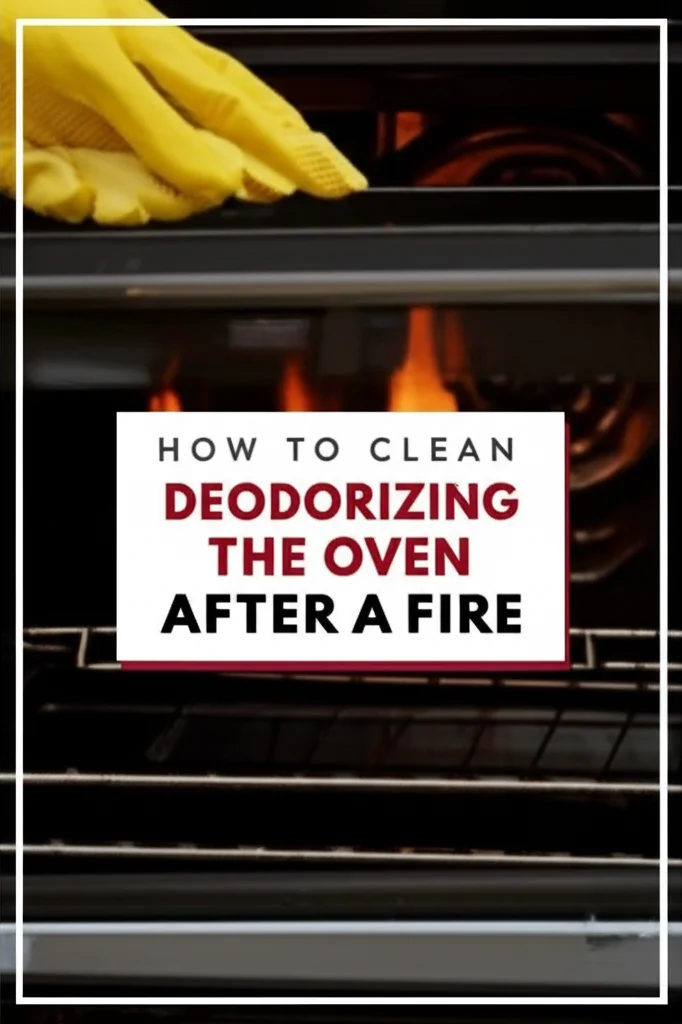 HOW TO CLEAN
DEODORIZING
THE OVEN
AFTER A FIRE